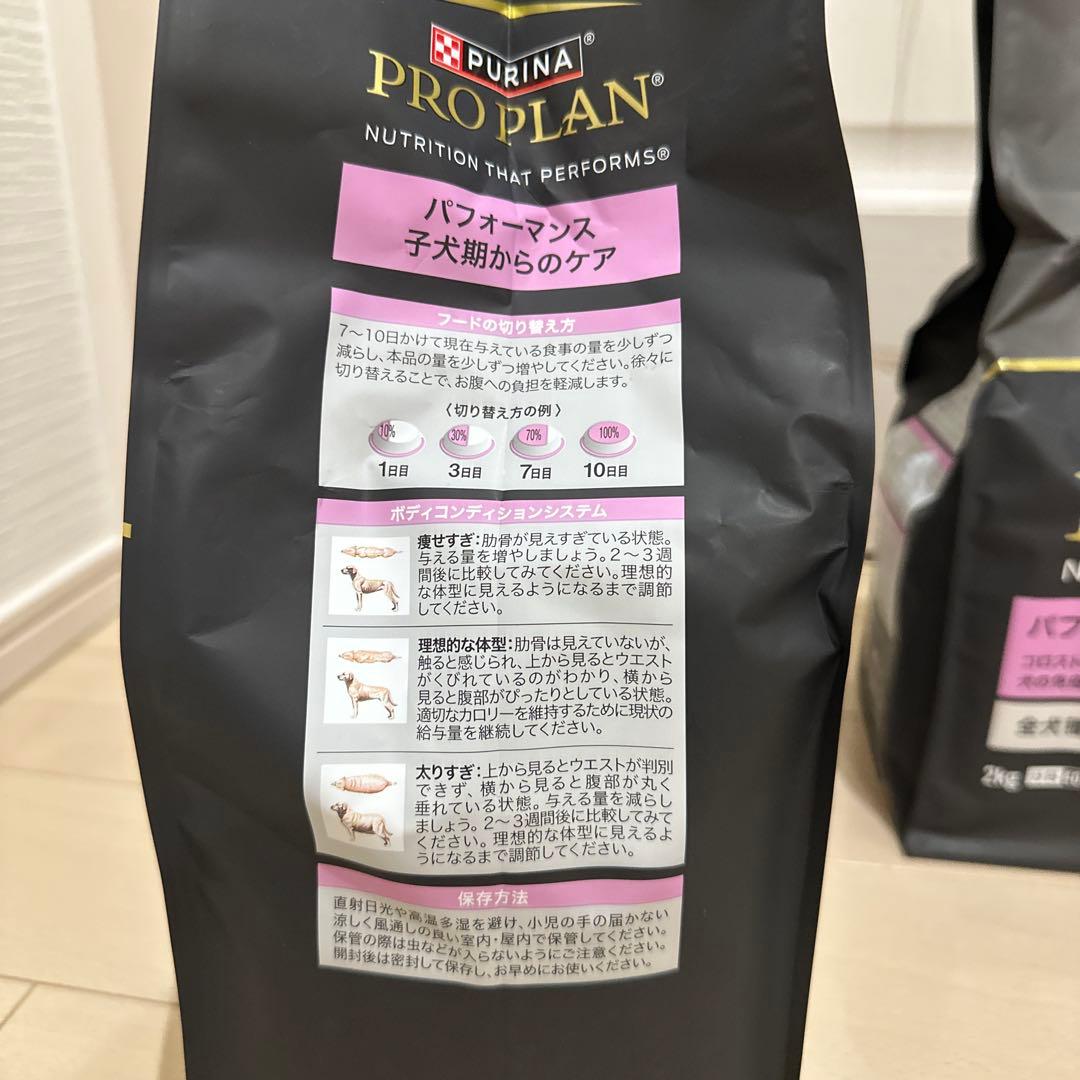 PURINA®
PRO PLAN®
NUTRITION THAT PERFORMS®
パフォーマンス
子犬期からのケア
フードの切り替え方
7〜10日かけて現在与えている食事の量を少しずつ
減らし、本品の量を少しずつ増やしてください。徐々に
切り替えることで、お腹への負担を軽減します。
〈切り替え方の例〉
10% 30% 70% 100%
1日目 3日目 7日目 10日目
ボディコンディションシステム
痩せすぎ：肋骨が見えすぎている状態。
与える量を増やしましょう。2〜3週
間後に比較してみてください。理想的
な体型に見えるようになるまで調節
してください。
理想的な体型：肋骨は見えていないが、
触ると感じられ、上から見るとウエスト
がくびれているのがわかり、横から
見ると腹部がぴったりとしている状態。
適切なカロリーを維持するために現状の
給与量を継続してください。
太りすぎ：上から見るとウエストが判別
できず、横から見ると腹部が丸く
垂れている状態。与える量を減らし
ましょう。2〜3週間後に比較してみて
ください。理想的な体型に見えるよ
うになるまで調節してください。
保存方法
直射日光や高温多湿を避け、小児の手の届かない
涼しく風通しの良い室内・屋内で保管してください。
保管の際は虫などが入らないようにご注意ください。
開封後は密封して保存し、お早めにお使いください。
パフ
コロスト
犬の免疫
全犬種
2kg